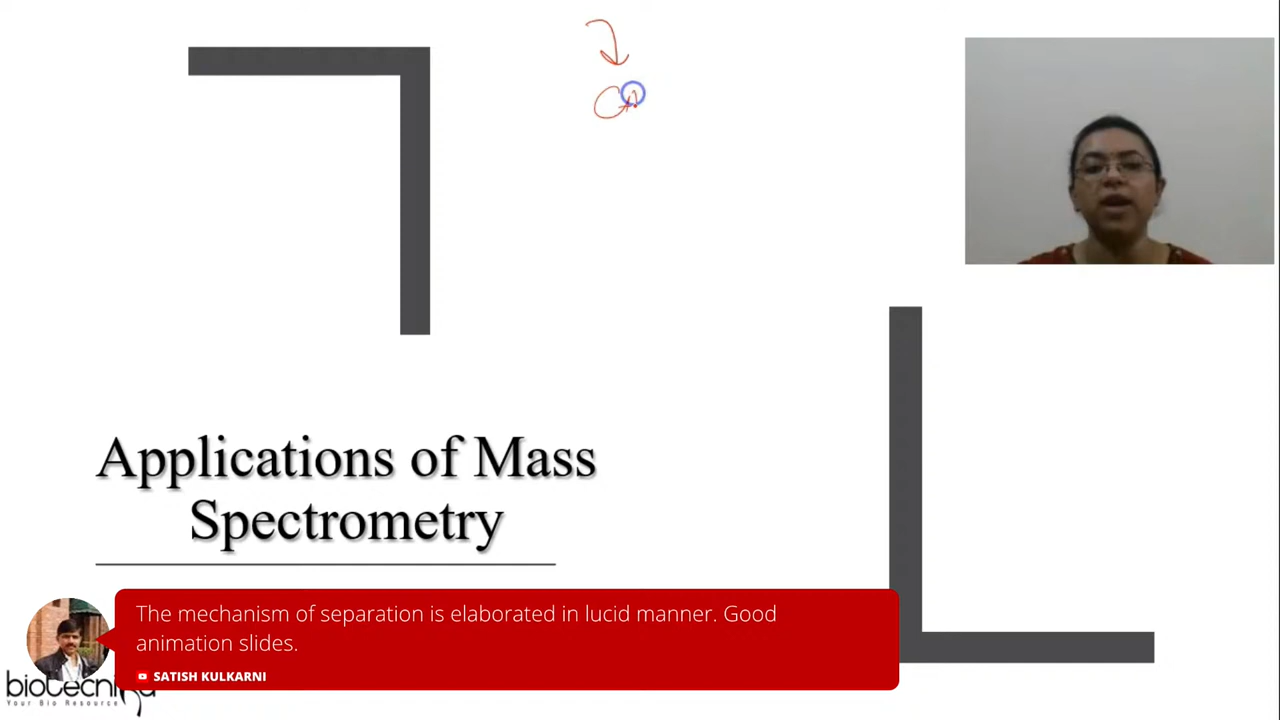 Applications of Mass
Spectrometry
The mechanism of separation is elaborated in lucid manner. Good
animation slides.
SATISH KULKARNI
Your Bio Resource